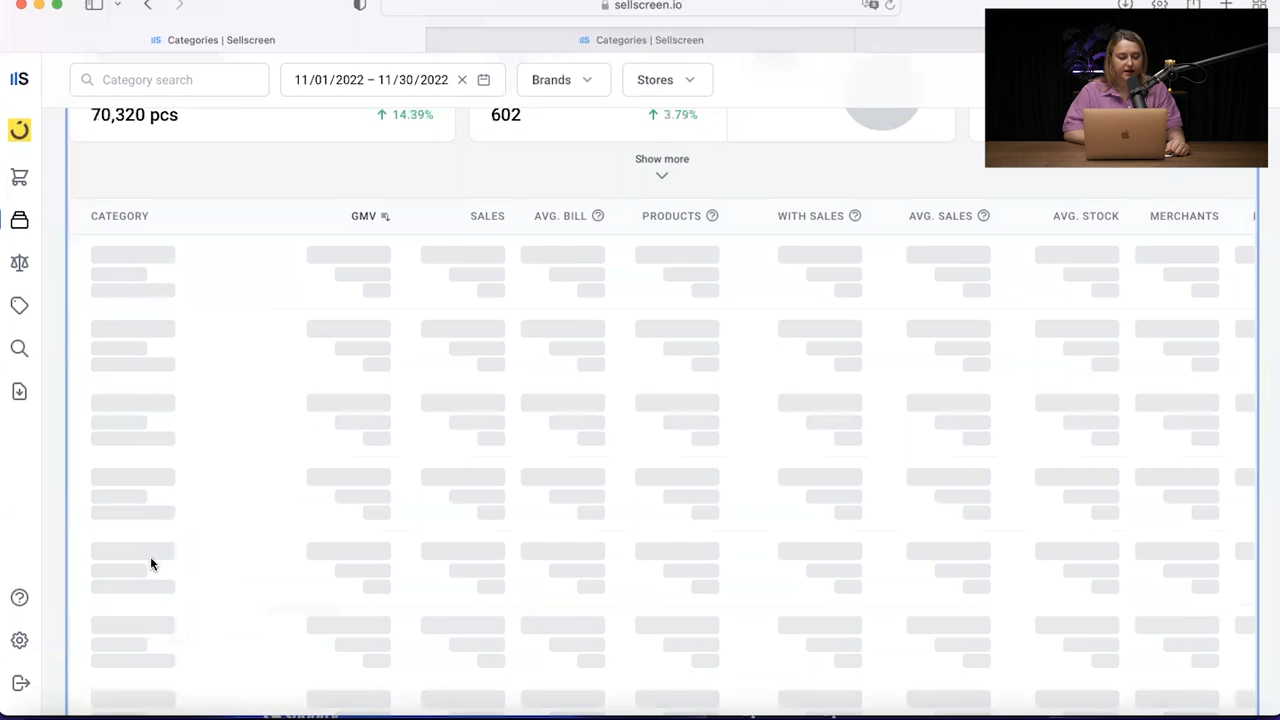 sellscreen.io
Categories | Sellscreen
Categories | Sellscreen
Category search
11/01/2022 – 11/30/2022
Brands
Stores
70,320 pcs
14.39%
602
3.79%
Show more
CATEGORY
GMV
SALES
AVG. BILL
PRODUCTS
WITH SALES
AVG. SALES
AVG. STOCK
MERCHANTS